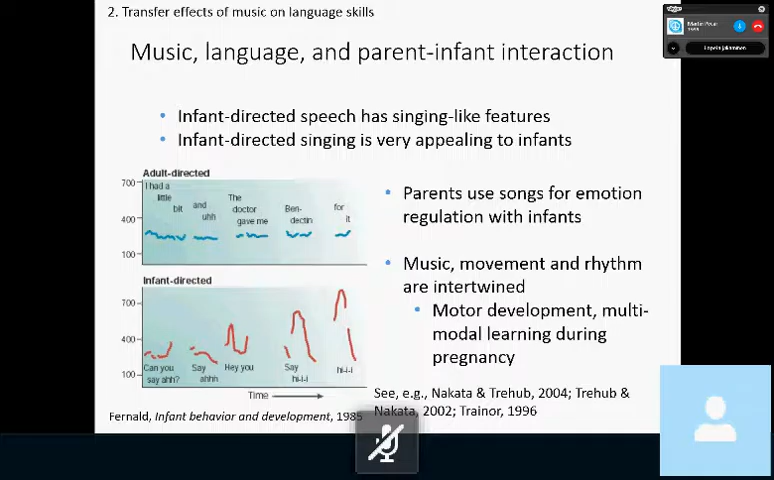 2. Transfer effects of music on language skills
Music, language, and parent-infant interaction
• Infant-directed speech has singing-like features
• Infant-directed singing is very appealing to infants
Adult-directed
700
400
100
I had a
little
bit
and
uhh
The
doctor
gave me
Ben-
dectin
for
it
Infant-directed
700
400
100
Can you
say ahh?
Say
ahhh
Hey you
Say
hi-i-i
hi-i-i
Time
Fernald, Infant behavior and development, 1985
• Parents use songs for emotion
regulation with infants
• Music, movement and rhythm
are intertwined
• Motor development, multi-
modal learning during
pregnancy
See, e.g., Nakata & Trehub, 2004; Trehub &
Nakata, 2002; Trainor, 1996